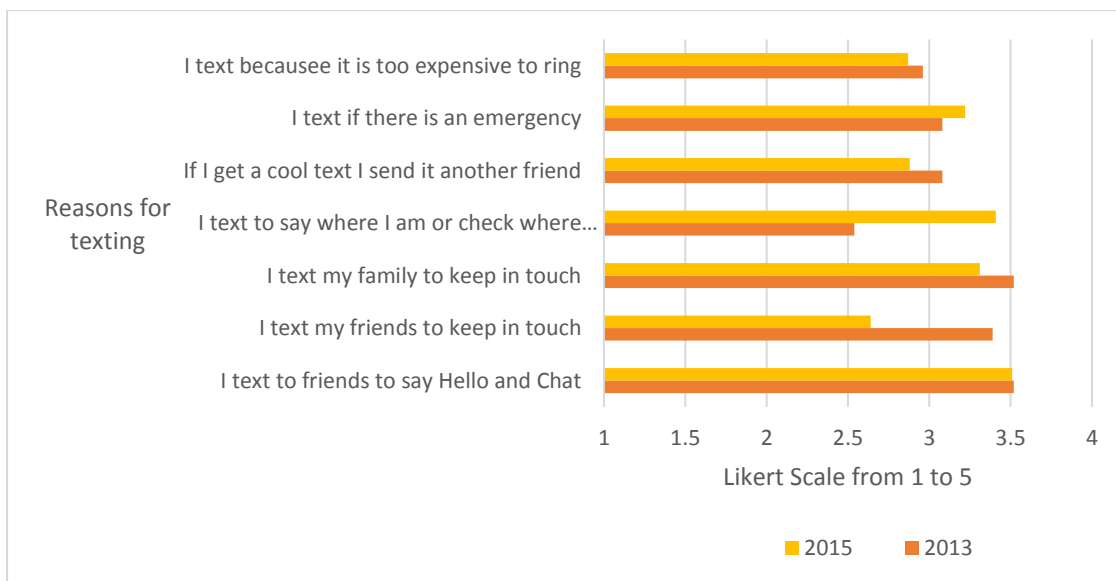 I text becausee it is too expensive to ring
I text if there is an emergency
If I get a cool text I send it another friend
I text to say where I am or check where...
I text my family to keep in touch
I text my friends to keep in touch
I text to friends to say Hello and Chat
Reasons for
texting
1 1.5 2 2.5 3 3.5 4
Likert Scale from 1 to 5
2015 2013